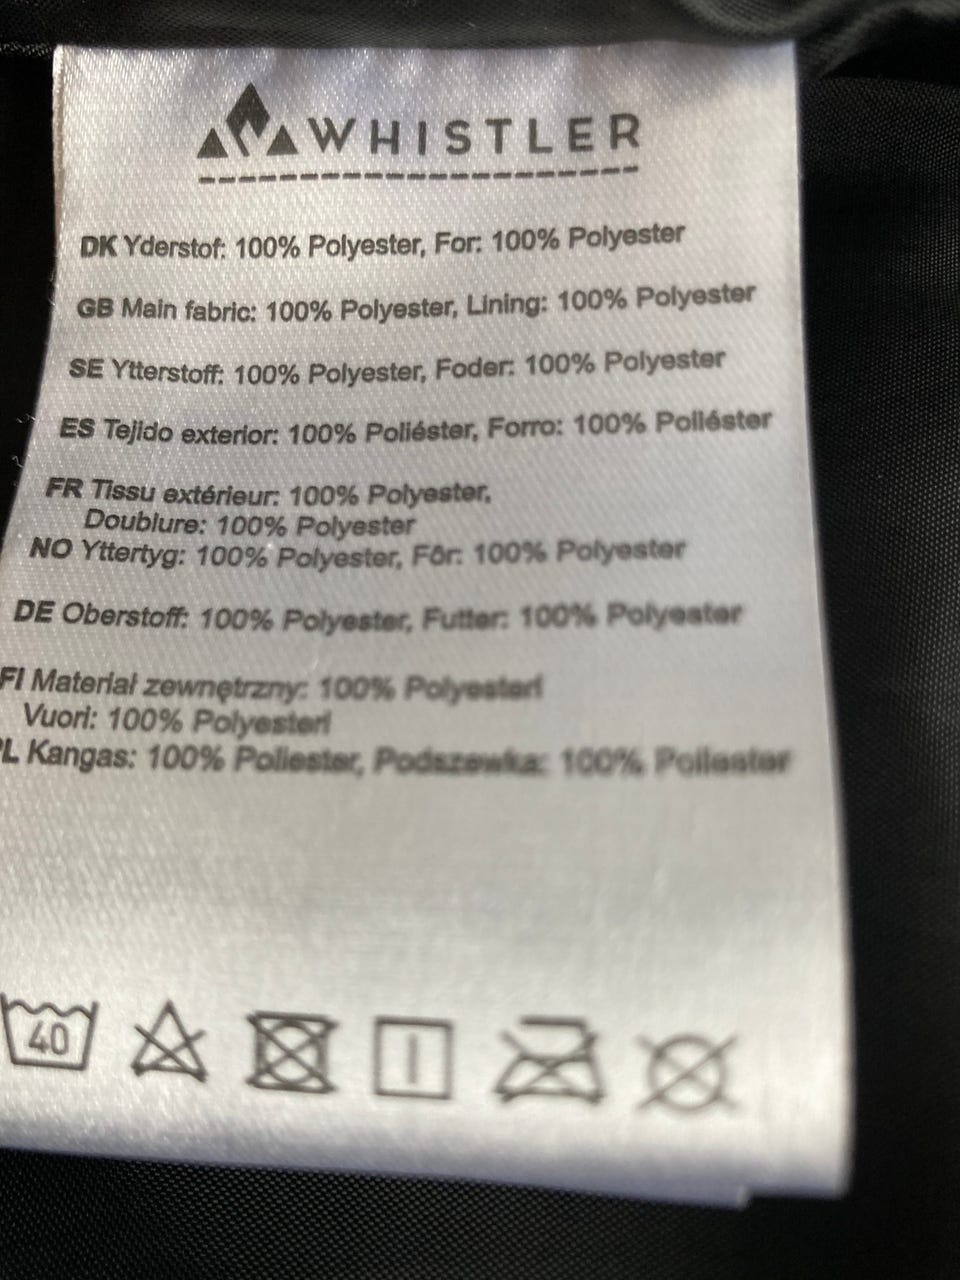 WHISTLER
DK Yderstof: 100% Polyester, For: 100% Polyester
GB Main fabric: 100% Polyester, Lining: 100% Polyester
SE Ytterstoff: 100% Polyester, Foder: 100% Polyester
ES Tejido exterior: 100% Poliéster, Forro: 100% Poliéster
FR Tissu extérieur: 100% Polyester,
Doublure: 100% Polyester
NO Yttertyg: 100% Polyester, Fôr: 100% Polyester
DE Oberstoff: 100% Polyester, Futter: 100% Polyester
FI Materiał zewnętrzny: 100% Polyesteri
Vuori: 100% Polyesteri
PL Kangas: 100% Poliester, Podszewka: 100% Poliester
40